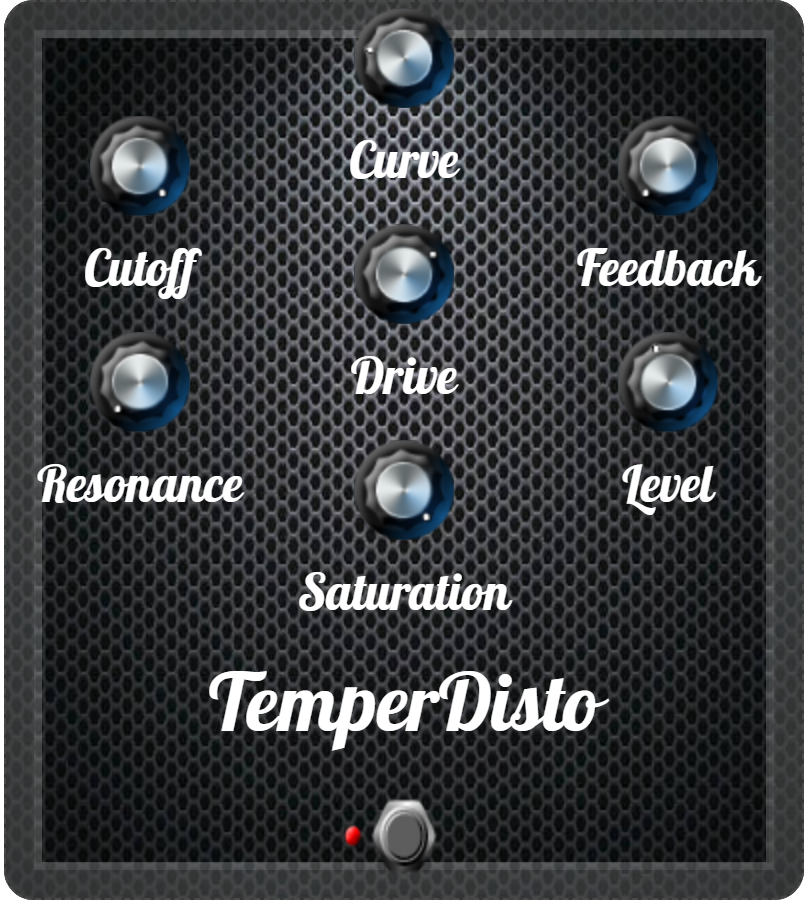 Curve
Cutoff
Feedback
Drive
Resonance
Level
Saturation
TemperDisto